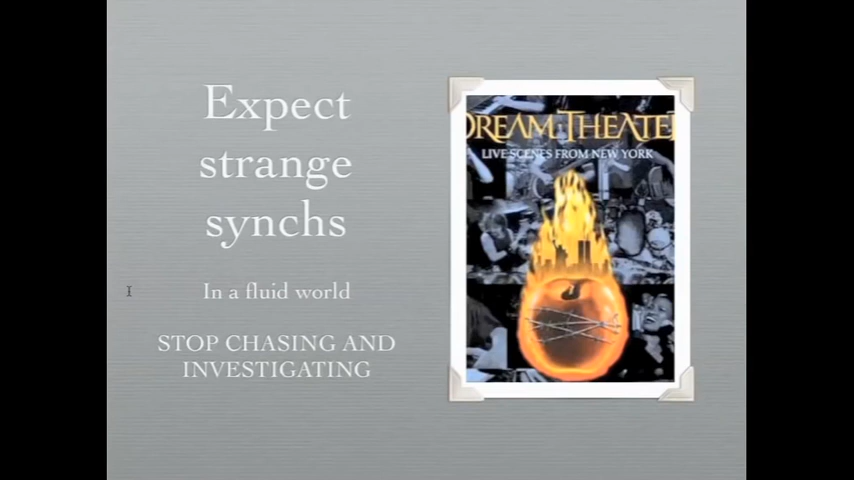 Expect
strange
synchs
In a fluid world
STOP CHASING AND
INVESTIGATING
DREAM THEATER
LIVE SCENES FROM NEW YORK